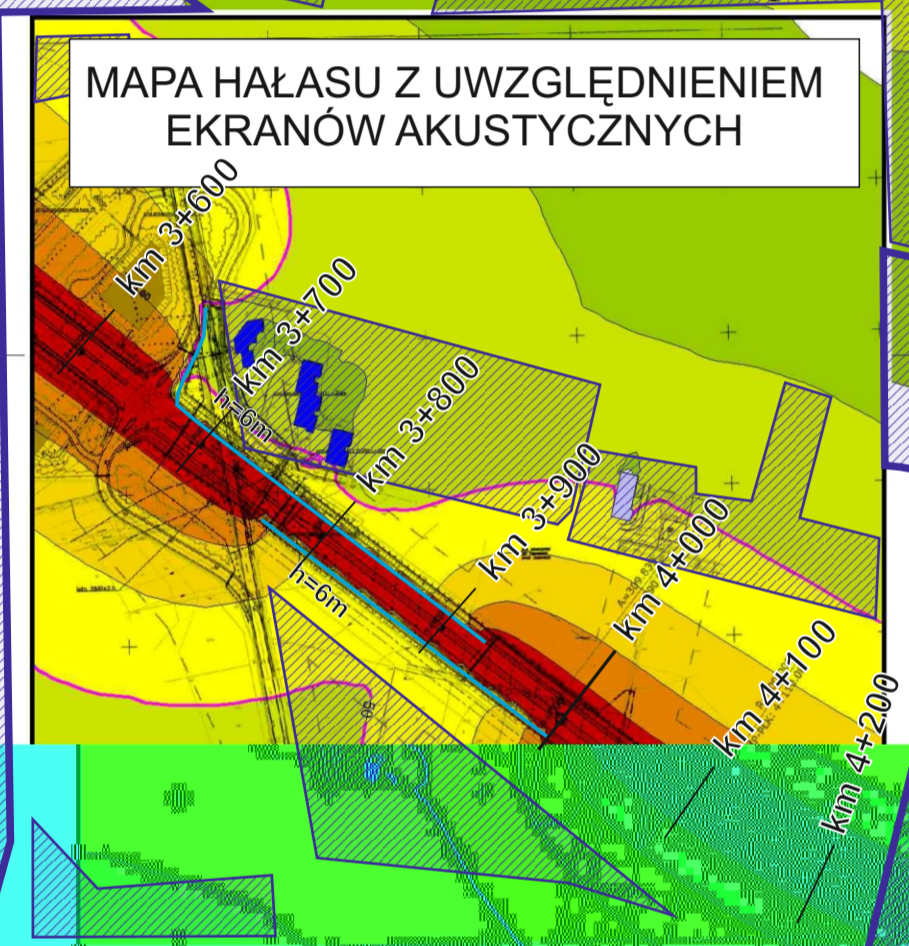 MAPA HAŁASU Z UWZGLĘDNIENIEM
EKRANÓW AKUSTYCZNYCH
km 3+600
km 3+700
h=6m
km 3+800
km 3+900
h=6m
km 4+000
60
km 4+100
km 4+200